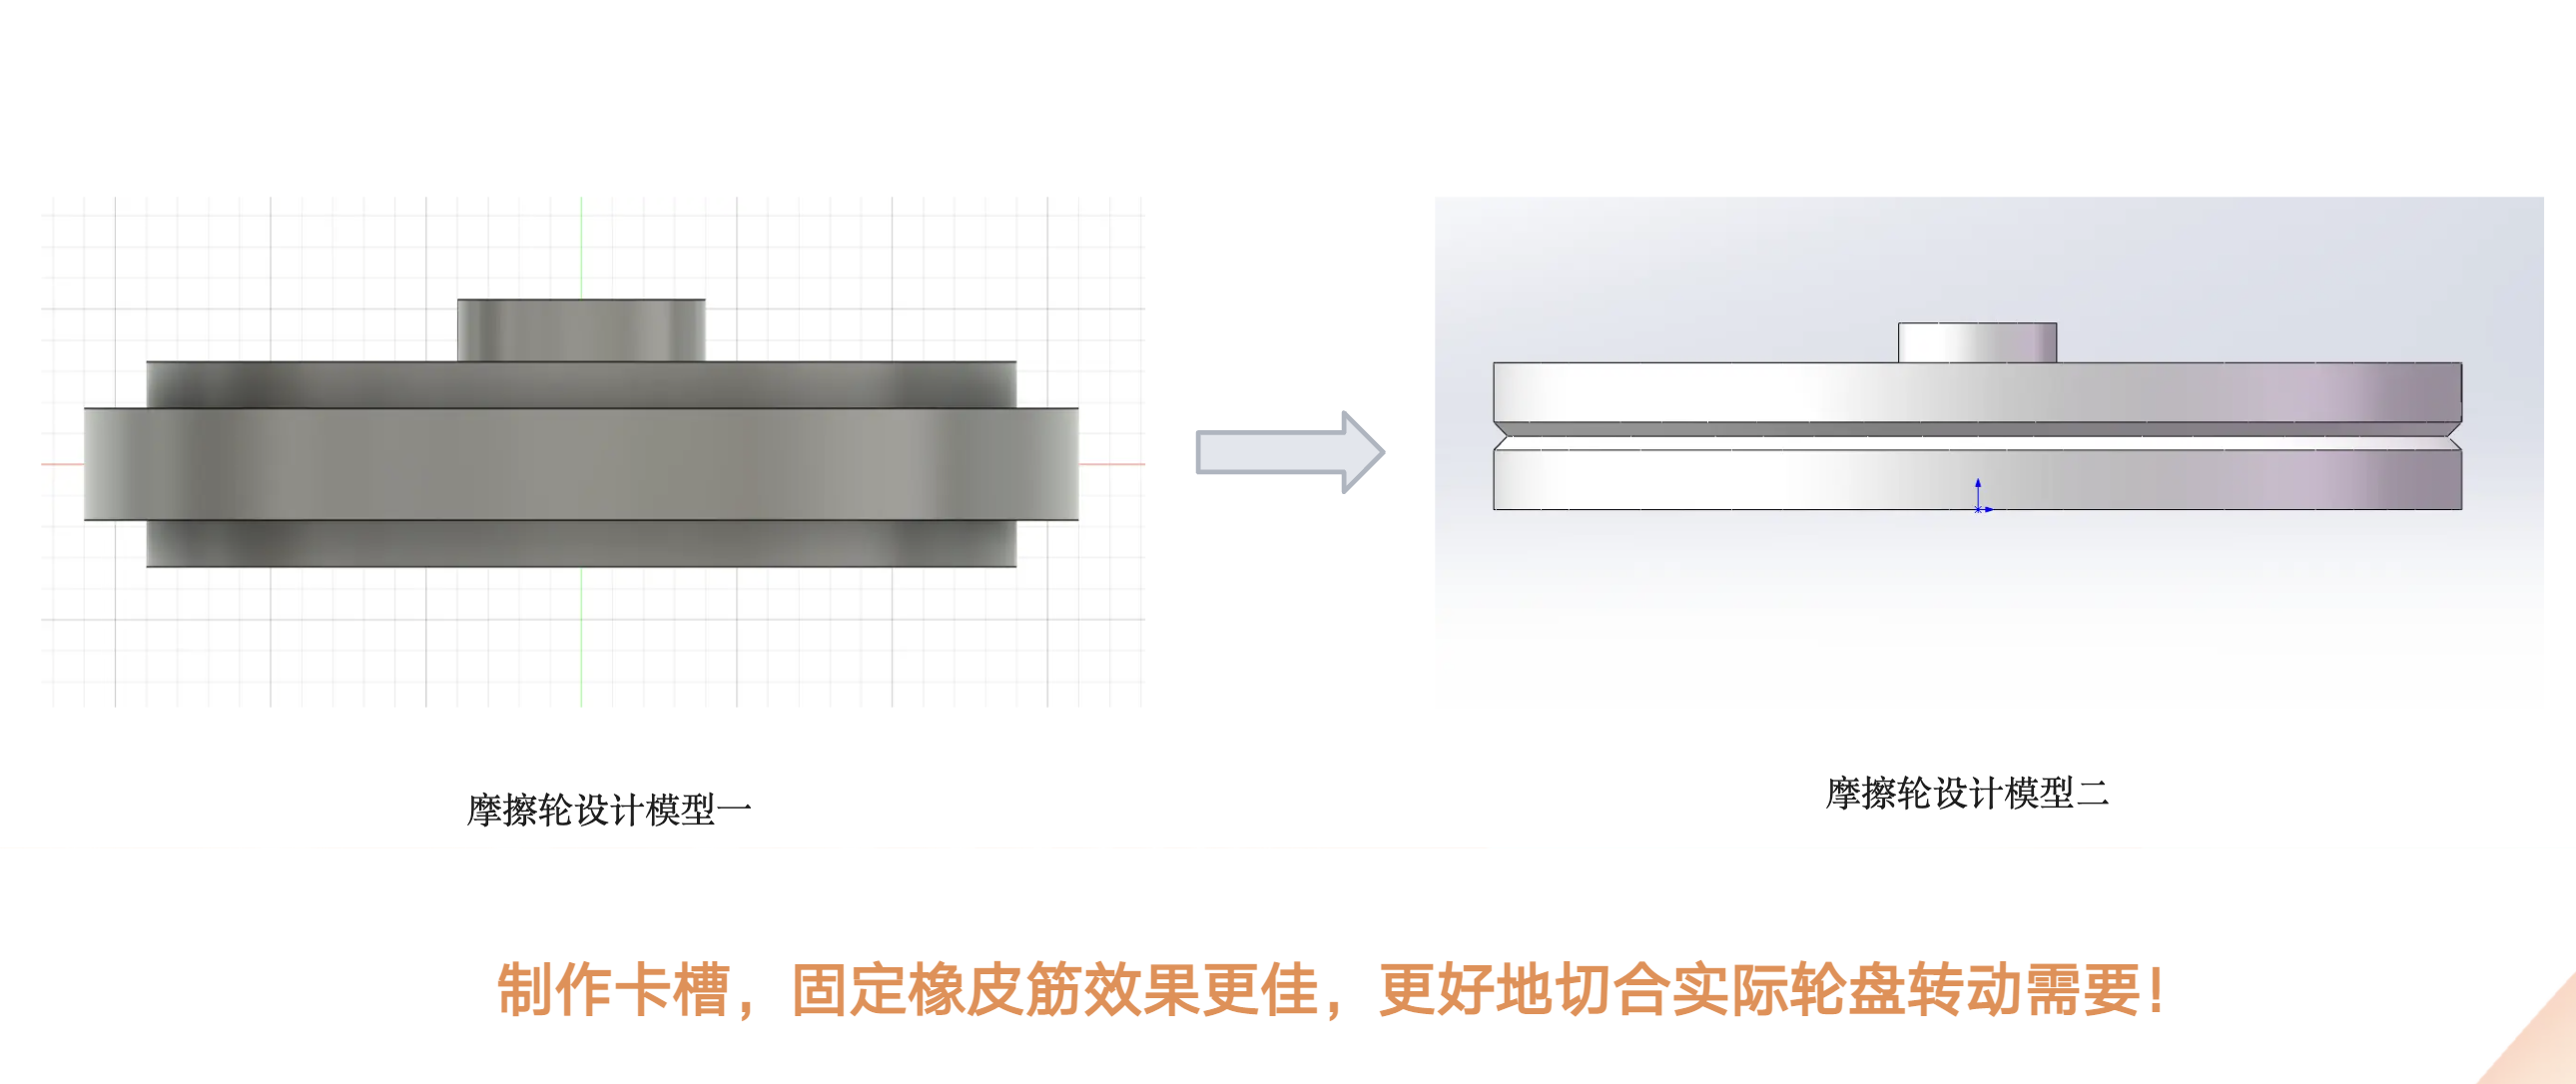 摩擦轮设计模型一
摩擦轮设计模型二
制作卡槽，固定橡皮筋效果更佳，更好地切合实际轮盘转动需要！